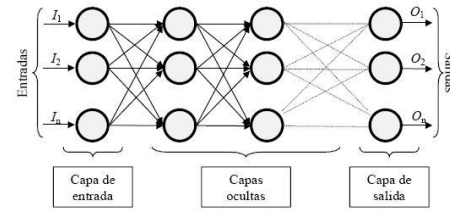 Entradas
I1
I2
In
O1
O2
On
Salidas
Capa de
entrada
Capas
ocultas
Capa de
salida